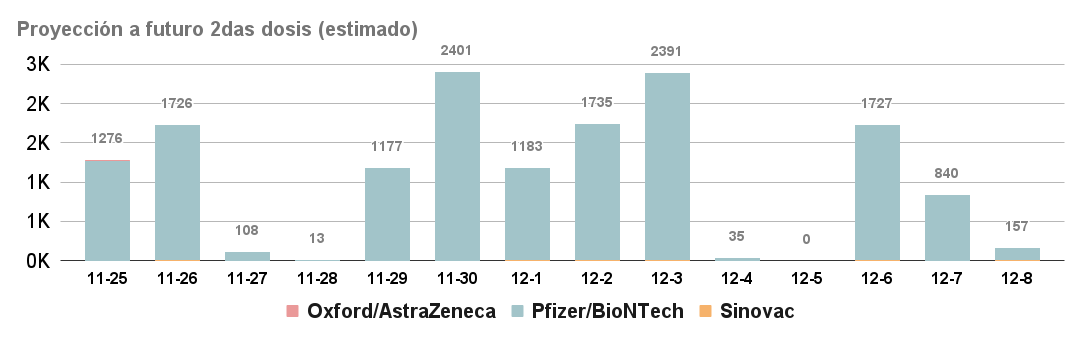 Proyección a futuro 2das dosis (estimado)
3K
2K
2K
1K
1K
0K
1276
1726
108
13
1177
2401
1183
1735
2391
35
0
1727
840
157
11-25 11-26 11-27 11-28 11-29 11-30 12-1 12-2 12-3 12-4 12-5 12-6 12-7 12-8
Oxford/AstraZeneca Pfizer/BioNTech Sinovac